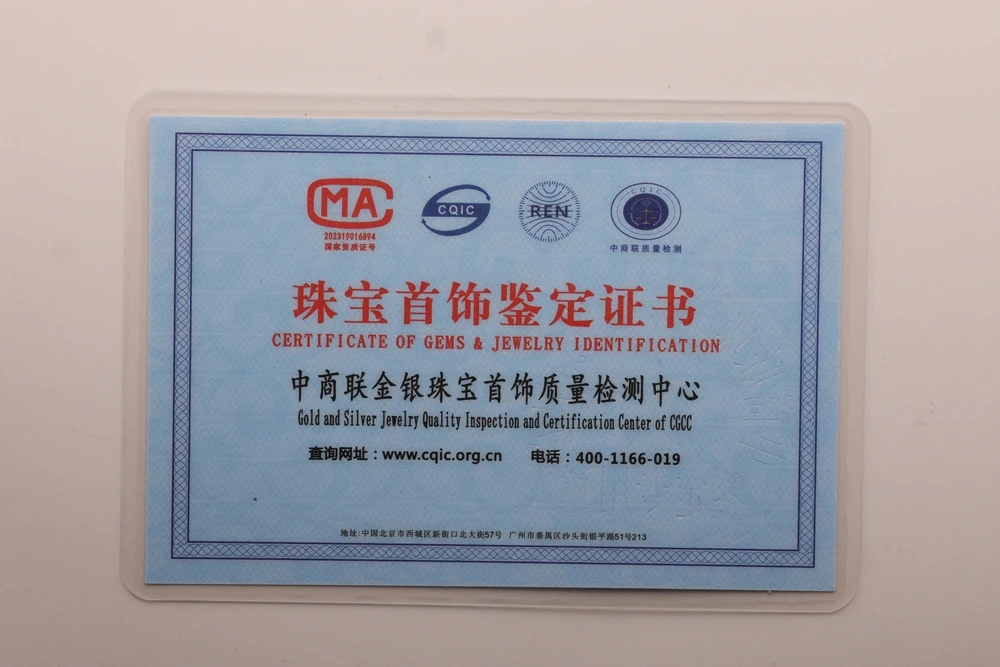 MA
202319016894
国家资质证号
CQIC
REN
CQIC
中商联质量检测
珠宝首饰鉴定证书
CERTIFICATE OF GEMS & JEWELRY IDENTIFICATION
中商联金银珠宝首饰质量检测中心
Gold and Silver Jewelry Quality Inspection and Certification Center of CGCC
查询网址：www.cqic.org.cn 电话：400-1166-019
地址:中国北京市西城区新街口北大街57号 广州市番禺区沙头街银平路51号213